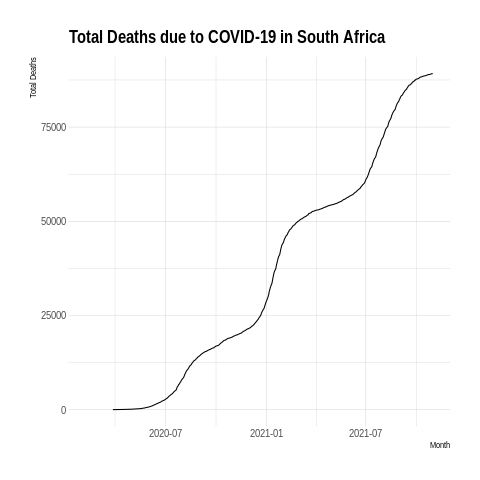 Total Deaths due to COVID-19 in South Africa
Total Deaths
75000
50000
25000
0
2020-07
2021-01
2021-07
Month